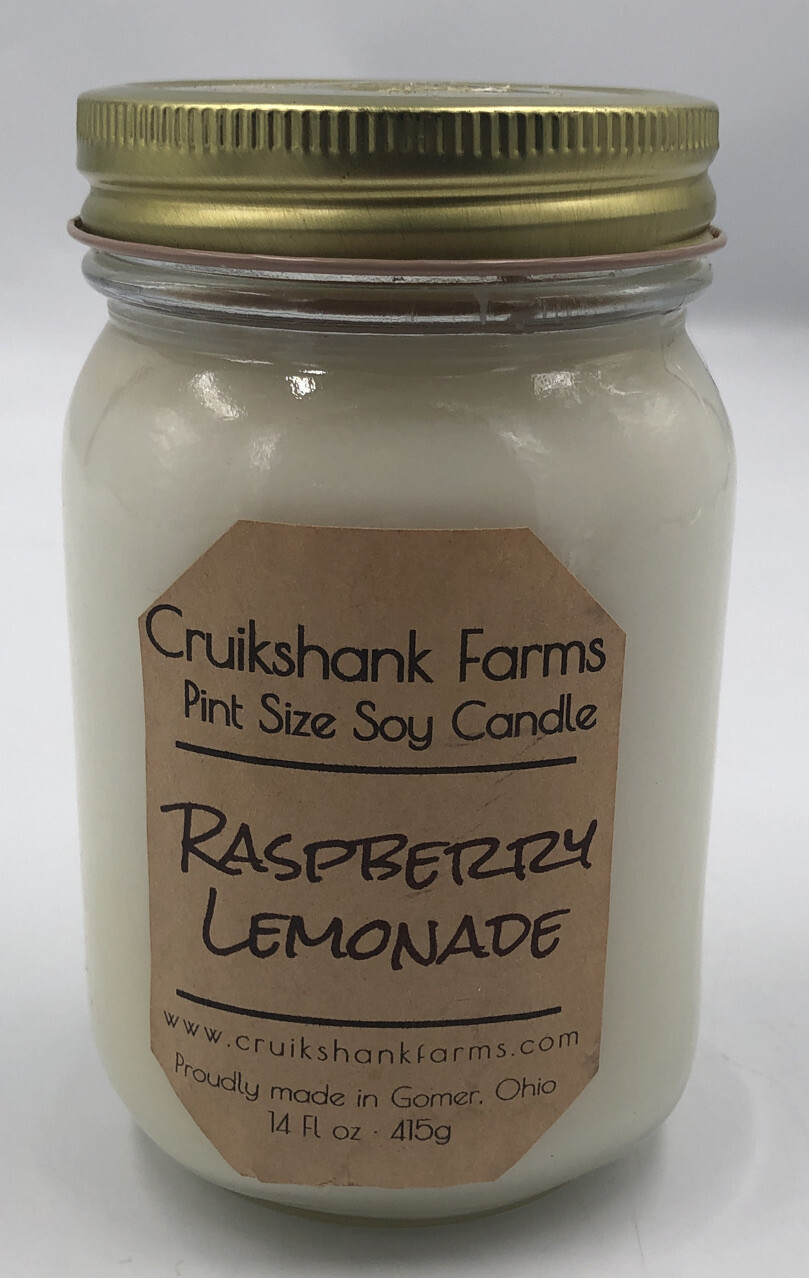 Cruikshank Farms
Pint Size Soy Candle
RASPBERRY
LEMONADE
www.cruikshankfarms.com
Proudly made in Gomer, Ohio
14 Fl oz · 415g